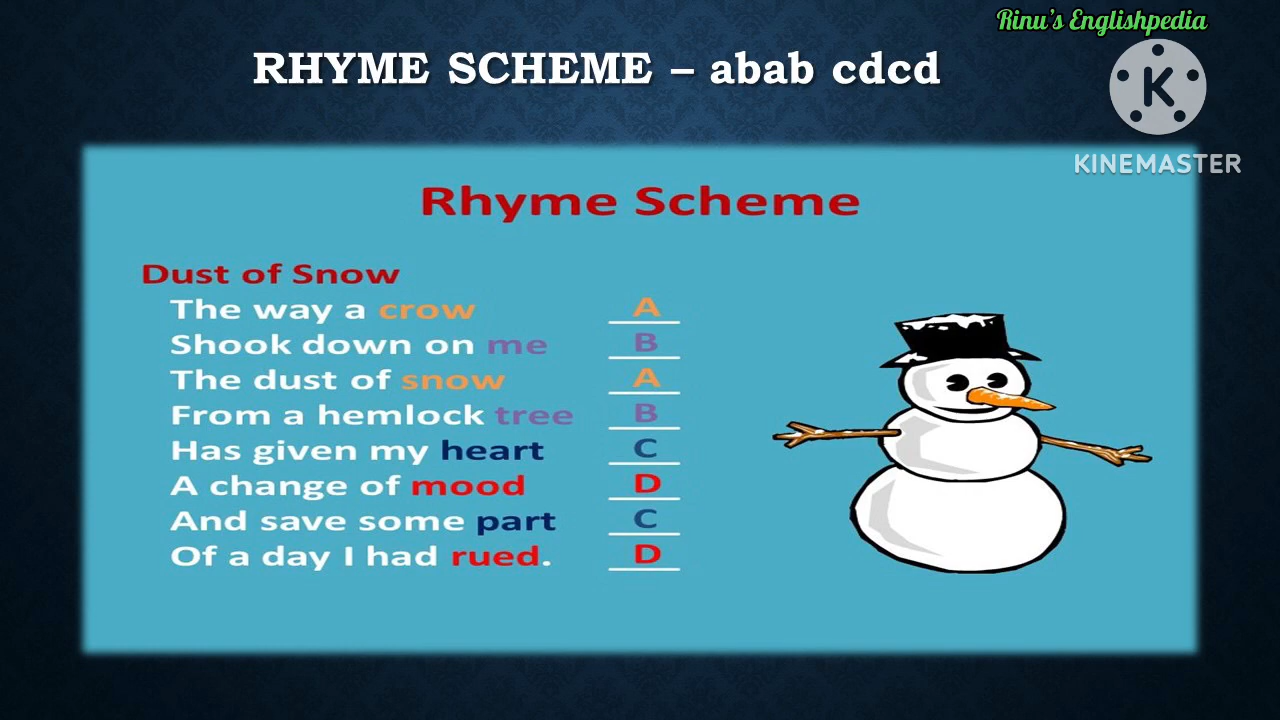 Rinu's Englishpedia
RHYME SCHEME – abab cdcd
K
KINEMASTER
Rhyme Scheme
Dust of Snow
The way a crow A
Shook down on me B
The dust of snow A
From a hemlock tree B
Has given my heart C
A change of mood D
And save some part C
Of a day I had rued. D